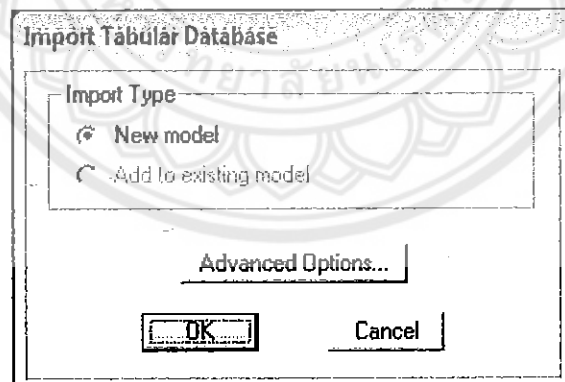 Import Tabular Database
Import Type
New model
Add to existing model
Advanced Options...
OK
Cancel